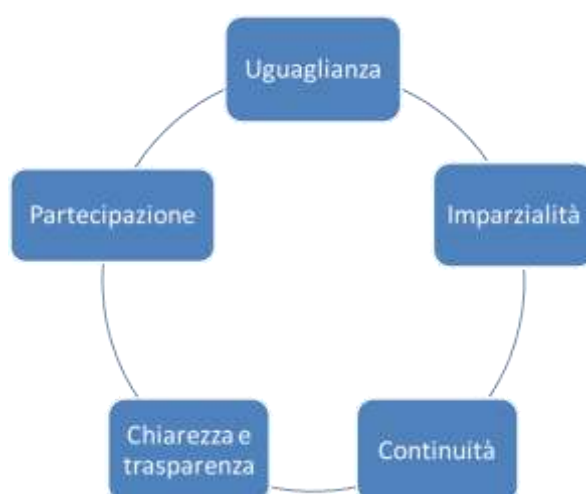 Uguaglianza
Partecipazione
Imparzialità
Chiarezza e
trasparenza
Continuità